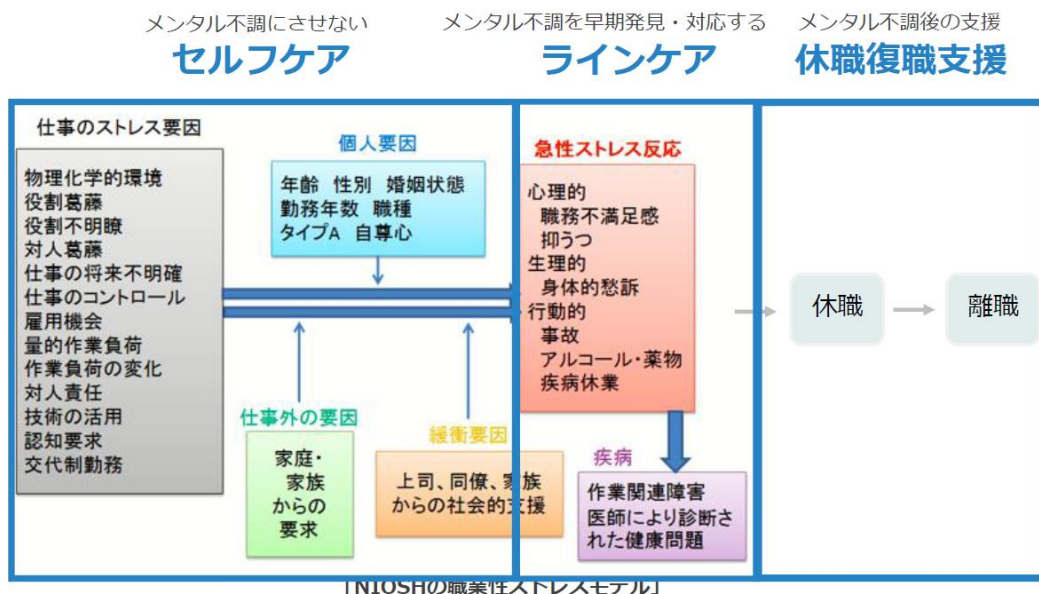 メンタル不調にさせない
セルフケア
メンタル不調を早期発見・対応する
ラインケア
メンタル不調後の支援
休職復職支援
仕事のストレス要因
物理化学的環境
役割葛藤
役割不明瞭
対人葛藤
仕事の将来不明確
仕事のコントロール
雇用機会
量的作業負荷
作業負荷の変化
対人責任
技術の活用
認知要求
交代制勤務
個人要因
年齢 性別 婚姻状態
勤務年数 職種
タイプA 自尊心
仕事外の要因
家庭・
家族
からの
要求
緩衝要因
上司、同僚、家族
からの社会的支援
急性ストレス反応
心理的
職務不満足感
抑うつ
生理的
身体的愁訴
行動的
事故
アルコール・薬物
疾病休業
疾病
作業関連障害
医師により診断さ
れた健康問題
休職
離職
「NIOSHの職業性ストレスモデル」